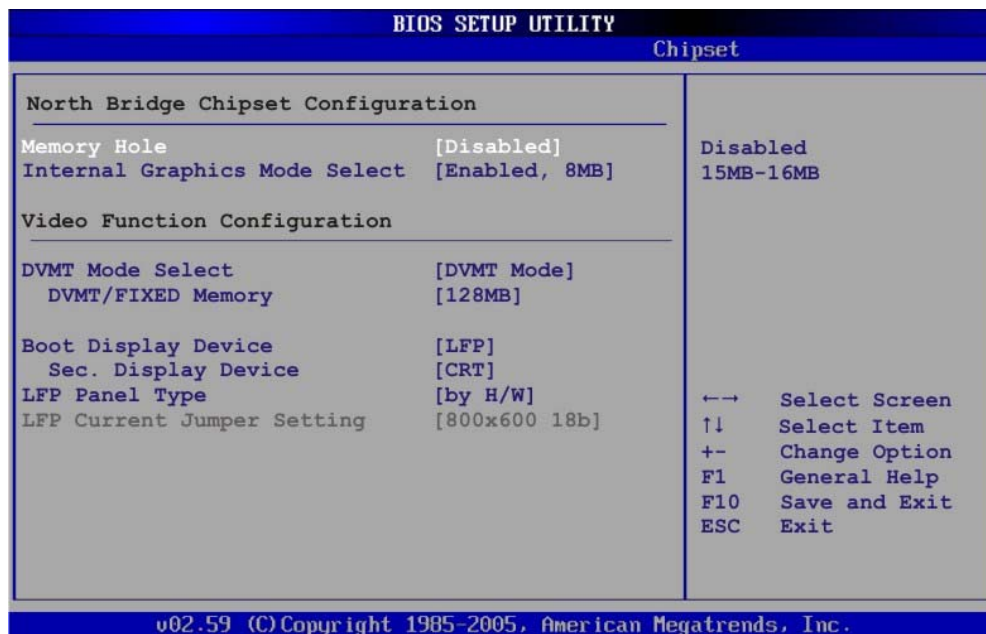 BIOS SETUP UTILITY
Chipset
North Bridge Chipset Configuration
Memory Hole [Disabled]
Internal Graphics Mode Select [Enabled, 8MB]
Video Function Configuration
DVMT Mode Select [DVMT Mode]
DVMT/FIXED Memory [128MB]
Boot Display Device [LFP]
Sec. Display Device [CRT]
LFP Panel Type [by H/W]
LFP Current Jumper Setting [800x600 18b]
Disabled
15MB-16MB
←→ Select Screen
↑↓ Select Item
+- Change Option
F1 General Help
F10 Save and Exit
ESC Exit
v02.59 (C)Copyright 1985-2005, American Megatrends, Inc.